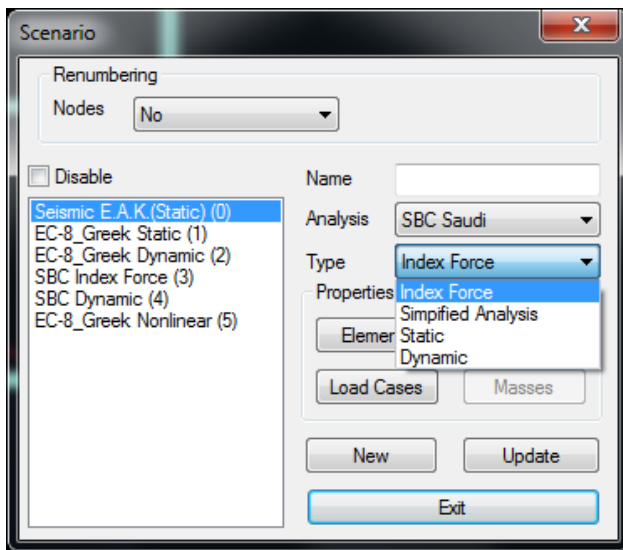 Scenario
Renumbering
Nodes
No
Disable
Seismic E.A.K.(Static) (0)
EC-8_Greek Static (1)
EC-8_Greek Dynamic (2)
SBC Index Force (3)
SBC Dynamic (4)
EC-8_Greek Nonlinear (5)
Name
Analysis
SBC Saudi
Type
Index Force
Properties
Index Force
Simpified Analysis
Static
Dynamic
Elemer
Load Cases
Masses
New
Update
Exit